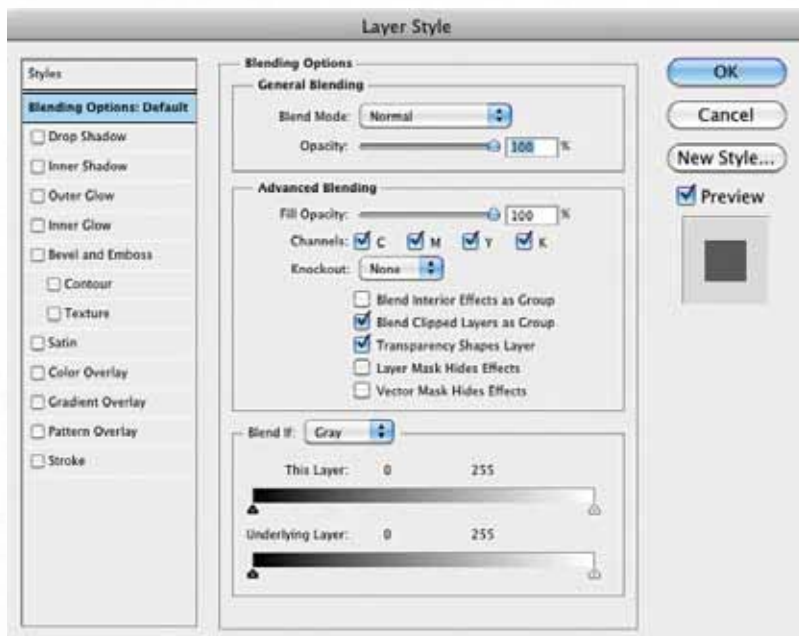 Layer Style
Styles
Blending Options: Default
Drop Shadow
Inner Shadow
Outer Glow
Inner Glow
Bevel and Emboss
Contour
Texture
Satin
Color Overlay
Gradient Overlay
Pattern Overlay
Stroke
Blending Options
General Blending
Blend Mode: Normal
Opacity: 100 %
Advanced Blending
Fill Opacity: 100 %
Channels: C M Y K
Knockout: None
Blend Interior Effects as Group
Blend Clipped Layers as Group
Transparency Shapes Layer
Layer Mask Hides Effects
Vector Mask Hides Effects
Blend If: Gray
This Layer: 0 255
Underlying Layer: 0 255
OK
Cancel
New Style...
Preview